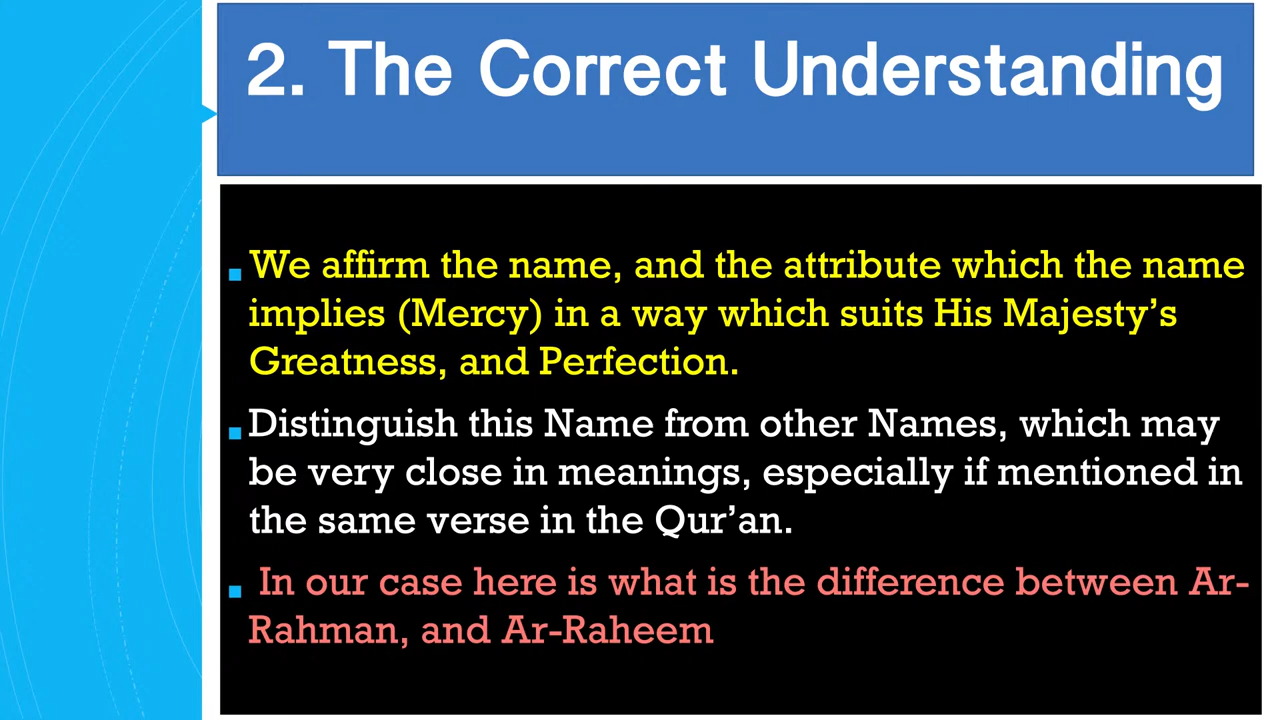 2. The Correct Understanding
We affirm the name, and the attribute which the name
implies (Mercy) in a way which suits His Majesty’s
Greatness, and Perfection.
Distinguish this Name from other Names, which may
be very close in meanings, especially if mentioned in
the same verse in the Qur’an.
In our case here is what is the difference between Ar-
Rahman, and Ar-Raheem